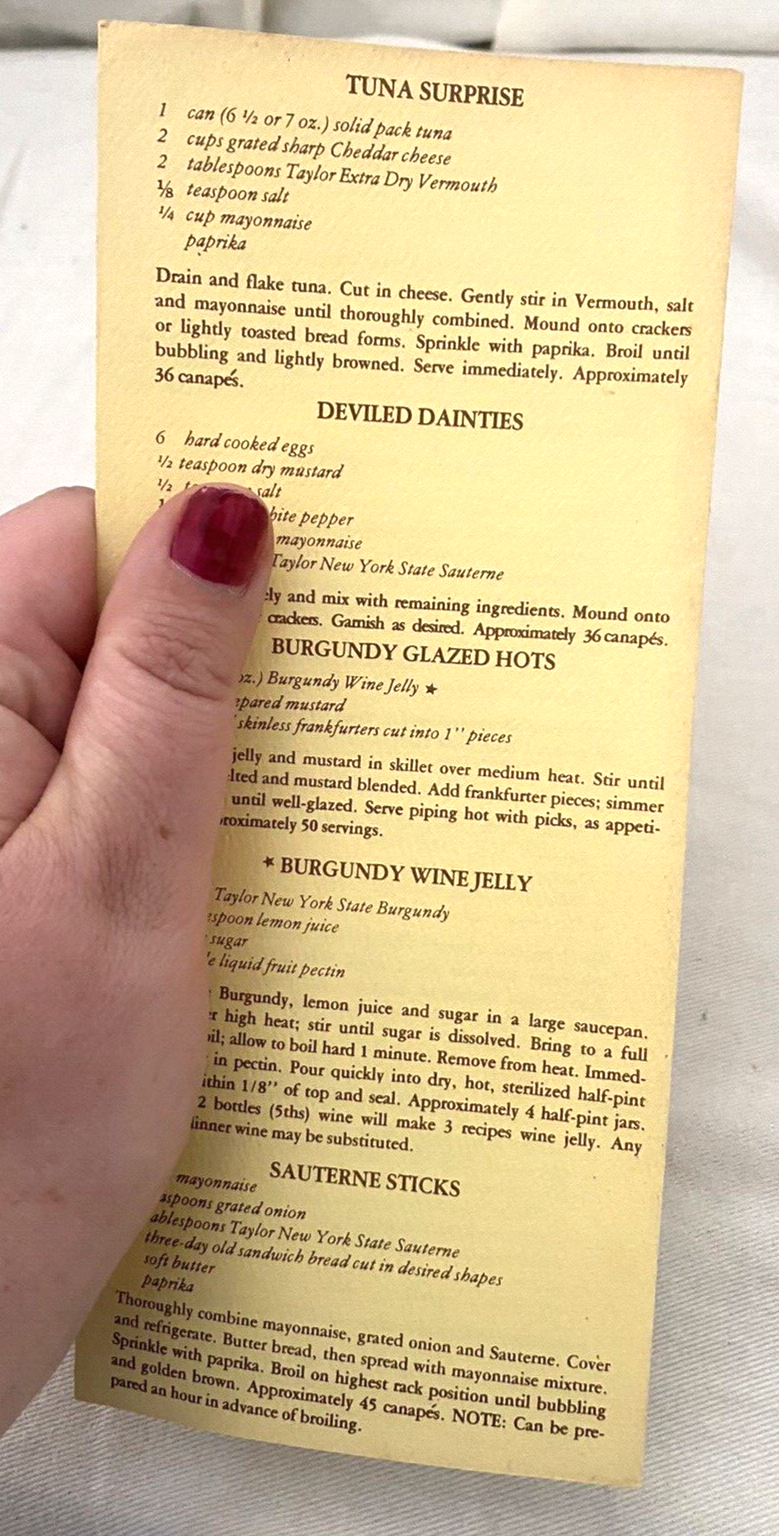 TUNA SURPRISE
1 can (6 ½ or 7 oz.) solid pack tuna
2 cups grated sharp Cheddar cheese
2 tablespoons Taylor Extra Dry Vermouth
⅛ teaspoon salt
¼ cup mayonnaise
paprika
Drain and flake tuna. Cut in cheese. Gently stir in Vermouth, salt
and mayonnaise until thoroughly combined. Mound onto crackers
or lightly toasted bread forms. Sprinkle with paprika. Broil until
bubbling and lightly browned. Serve immediately. Approximately
36 canapés.
DEVILED DAINTIES
6 hard cooked eggs
½ teaspoon dry mustard
½ salt
pepper
mayonnaise
Taylor New York State Sauterne
and mix with remaining ingredients. Mound onto
crackers. Garnish as desired. Approximately 36 canapés.
BURGUNDY GLAZED HOTS
oz.) Burgundy Wine Jelly ★
mustard
skinless frankfurters cut into 1'' pieces
jelly and mustard in skillet over medium heat. Stir until
and mustard blended. Add frankfurter pieces; simmer
until well-glazed. Serve piping hot with picks, as appeti-
50 servings.
★ BURGUNDY WINE JELLY
Taylor New York State Burgundy
lemon juice
sugar
liquid fruit pectin
Burgundy, lemon juice and sugar in a large saucepan.
high heat; stir until sugar is dissolved. Bring to a full
allow to boil hard 1 minute. Remove from heat. Immed-
in pectin. Pour quickly into dry, hot, sterilized half-pint
1/8'' of top and seal. Approximately 4 half-pint jars.
2 bottles (5ths) wine will make 3 recipes wine jelly. Any
wine may be substituted.
SAUTERNE STICKS
mayonnaise
grated onion
Taylor New York State Sauterne
three-day old sandwich bread cut in desired shapes
soft butter
paprika
Thoroughly combine mayonnaise, grated onion and Sauterne. Cover
and refrigerate. Butter bread, then spread with mayonnaise mixture.
Sprinkle with paprika. Broil on highest rack position until bubbling
and golden brown. Approximately 45 canapés. NOTE: Can be pre-
pared an hour in advance of broiling.